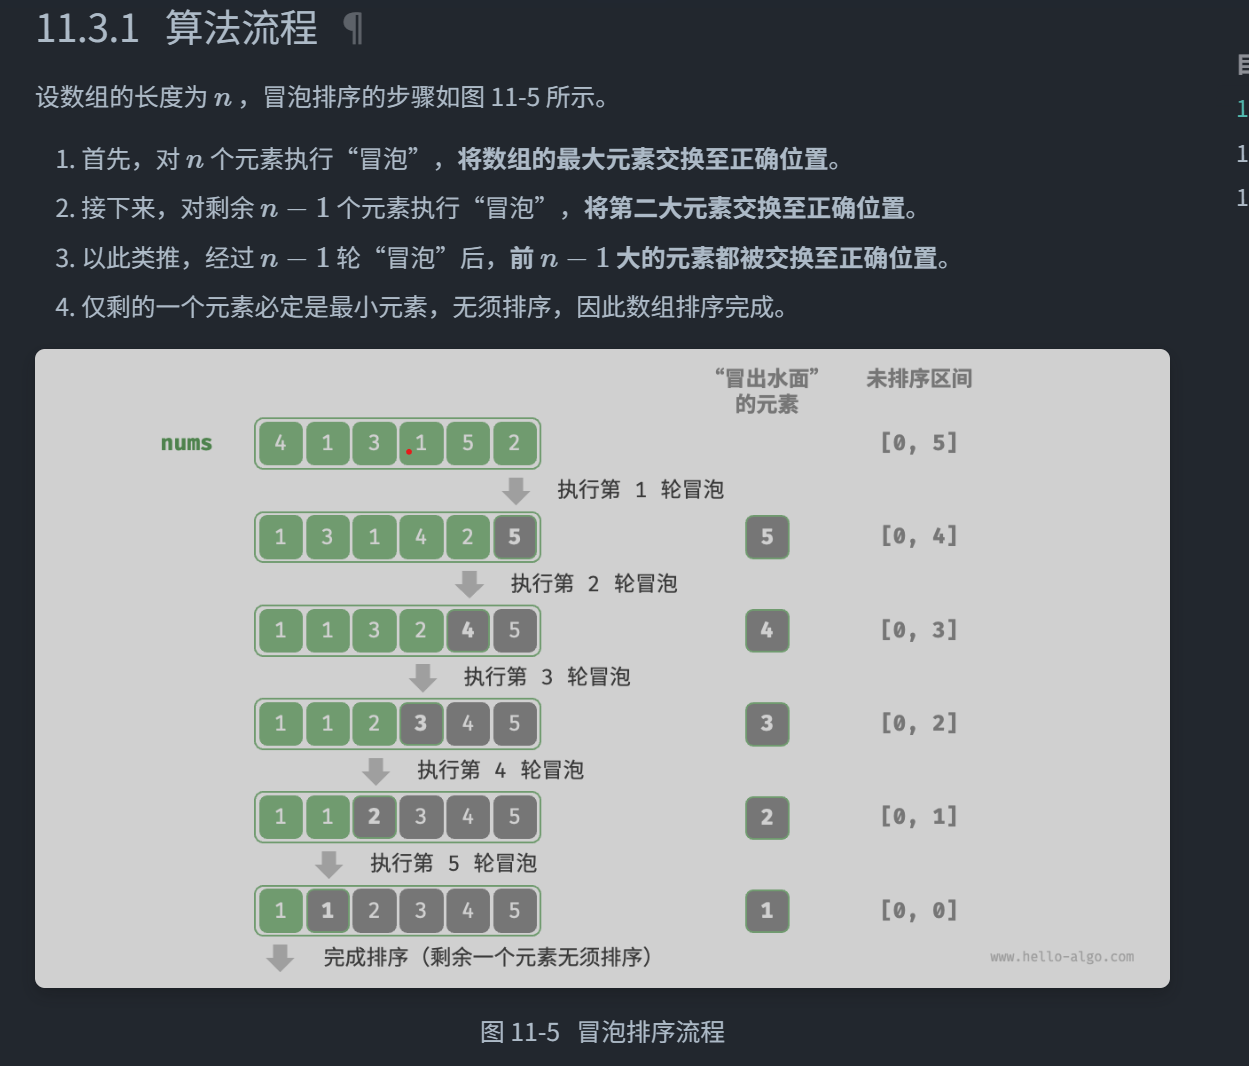 11.3.1 算法流程 ¶
目
设数组的长度为 n ，冒泡排序的步骤如图 11-5 所示。
1
1. 首先，对 n 个元素执行“冒泡”，将数组的最大元素交换至正确位置。
1
2. 接下来，对剩余 n − 1 个元素执行“冒泡”，将第二大元素交换至正确位置。
1
3. 以此类推，经过 n − 1 轮“冒泡”后，前 n − 1 大的元素都被交换至正确位置。
4. 仅剩的一个元素必定是最小元素，无须排序，因此数组排序完成。
“冒出水面” 未排序区间
的元素
nums 4 1 3 1 5 2 [0, 5]
执行第 1 轮冒泡
1 3 1 4 2 5 5 [0, 4]
执行第 2 轮冒泡
1 1 3 2 4 5 4 [0, 3]
执行第 3 轮冒泡
1 1 2 3 4 5 3 [0, 2]
执行第 4 轮冒泡
1 1 2 3 4 5 2 [0, 1]
执行第 5 轮冒泡
1 1 2 3 4 5 1 [0, 0]
完成排序（剩余一个元素无须排序）
www.hello-algo.com
图 11-5 冒泡排序流程